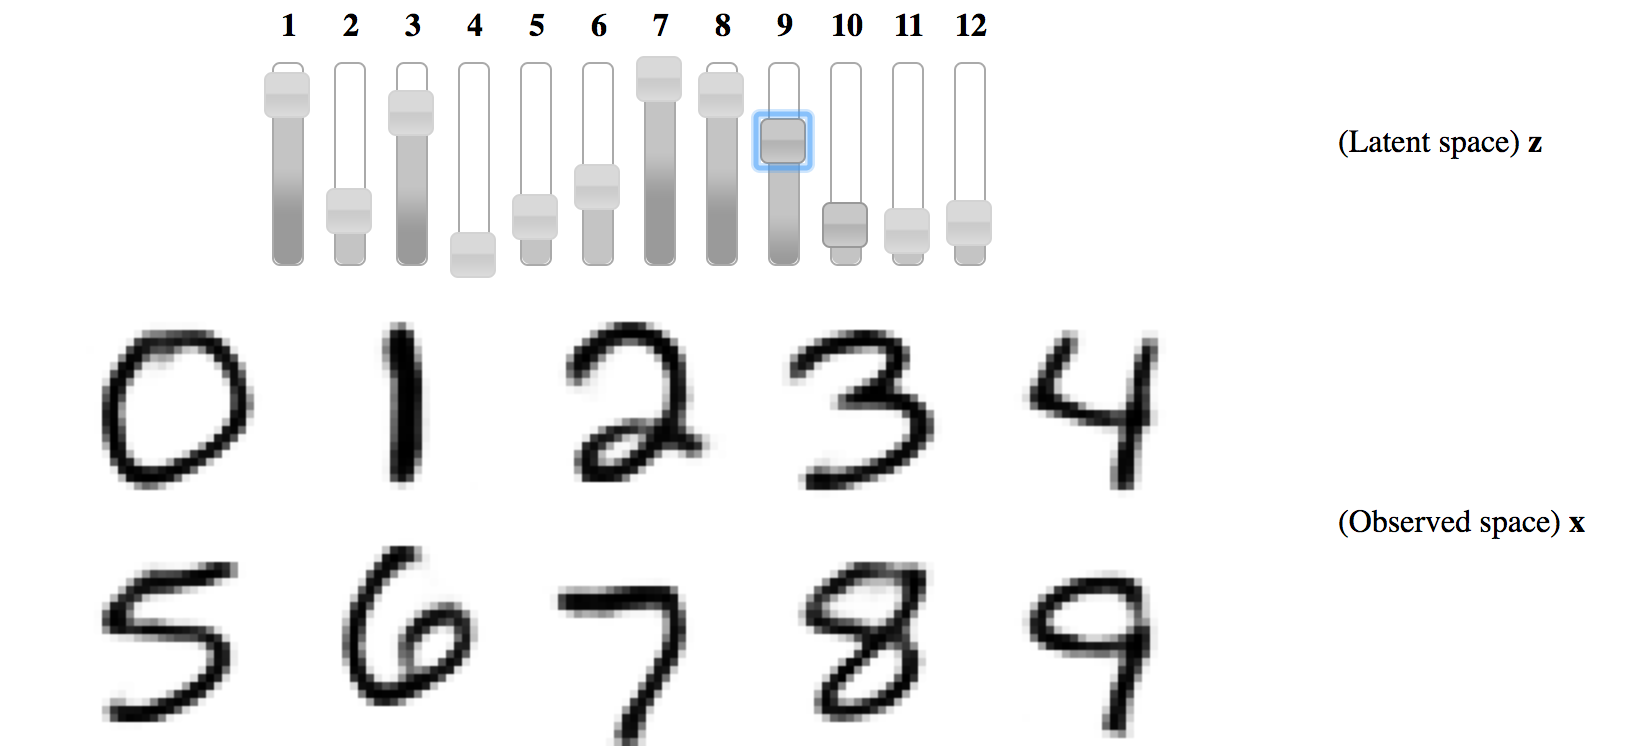 1 2 3 4 5 6 7 8 9 10 11 12
(Latent space) z
0 1 2 3 4
(Observed space) x
5 6 7 8 9